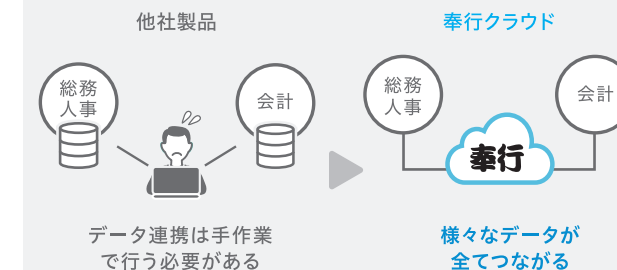 他社製品
奉行クラウド
総務
人事
会計
総務
人事
会計
奉行
データ連携は手作業
で行う必要がある
様々なデータが
全てつながる